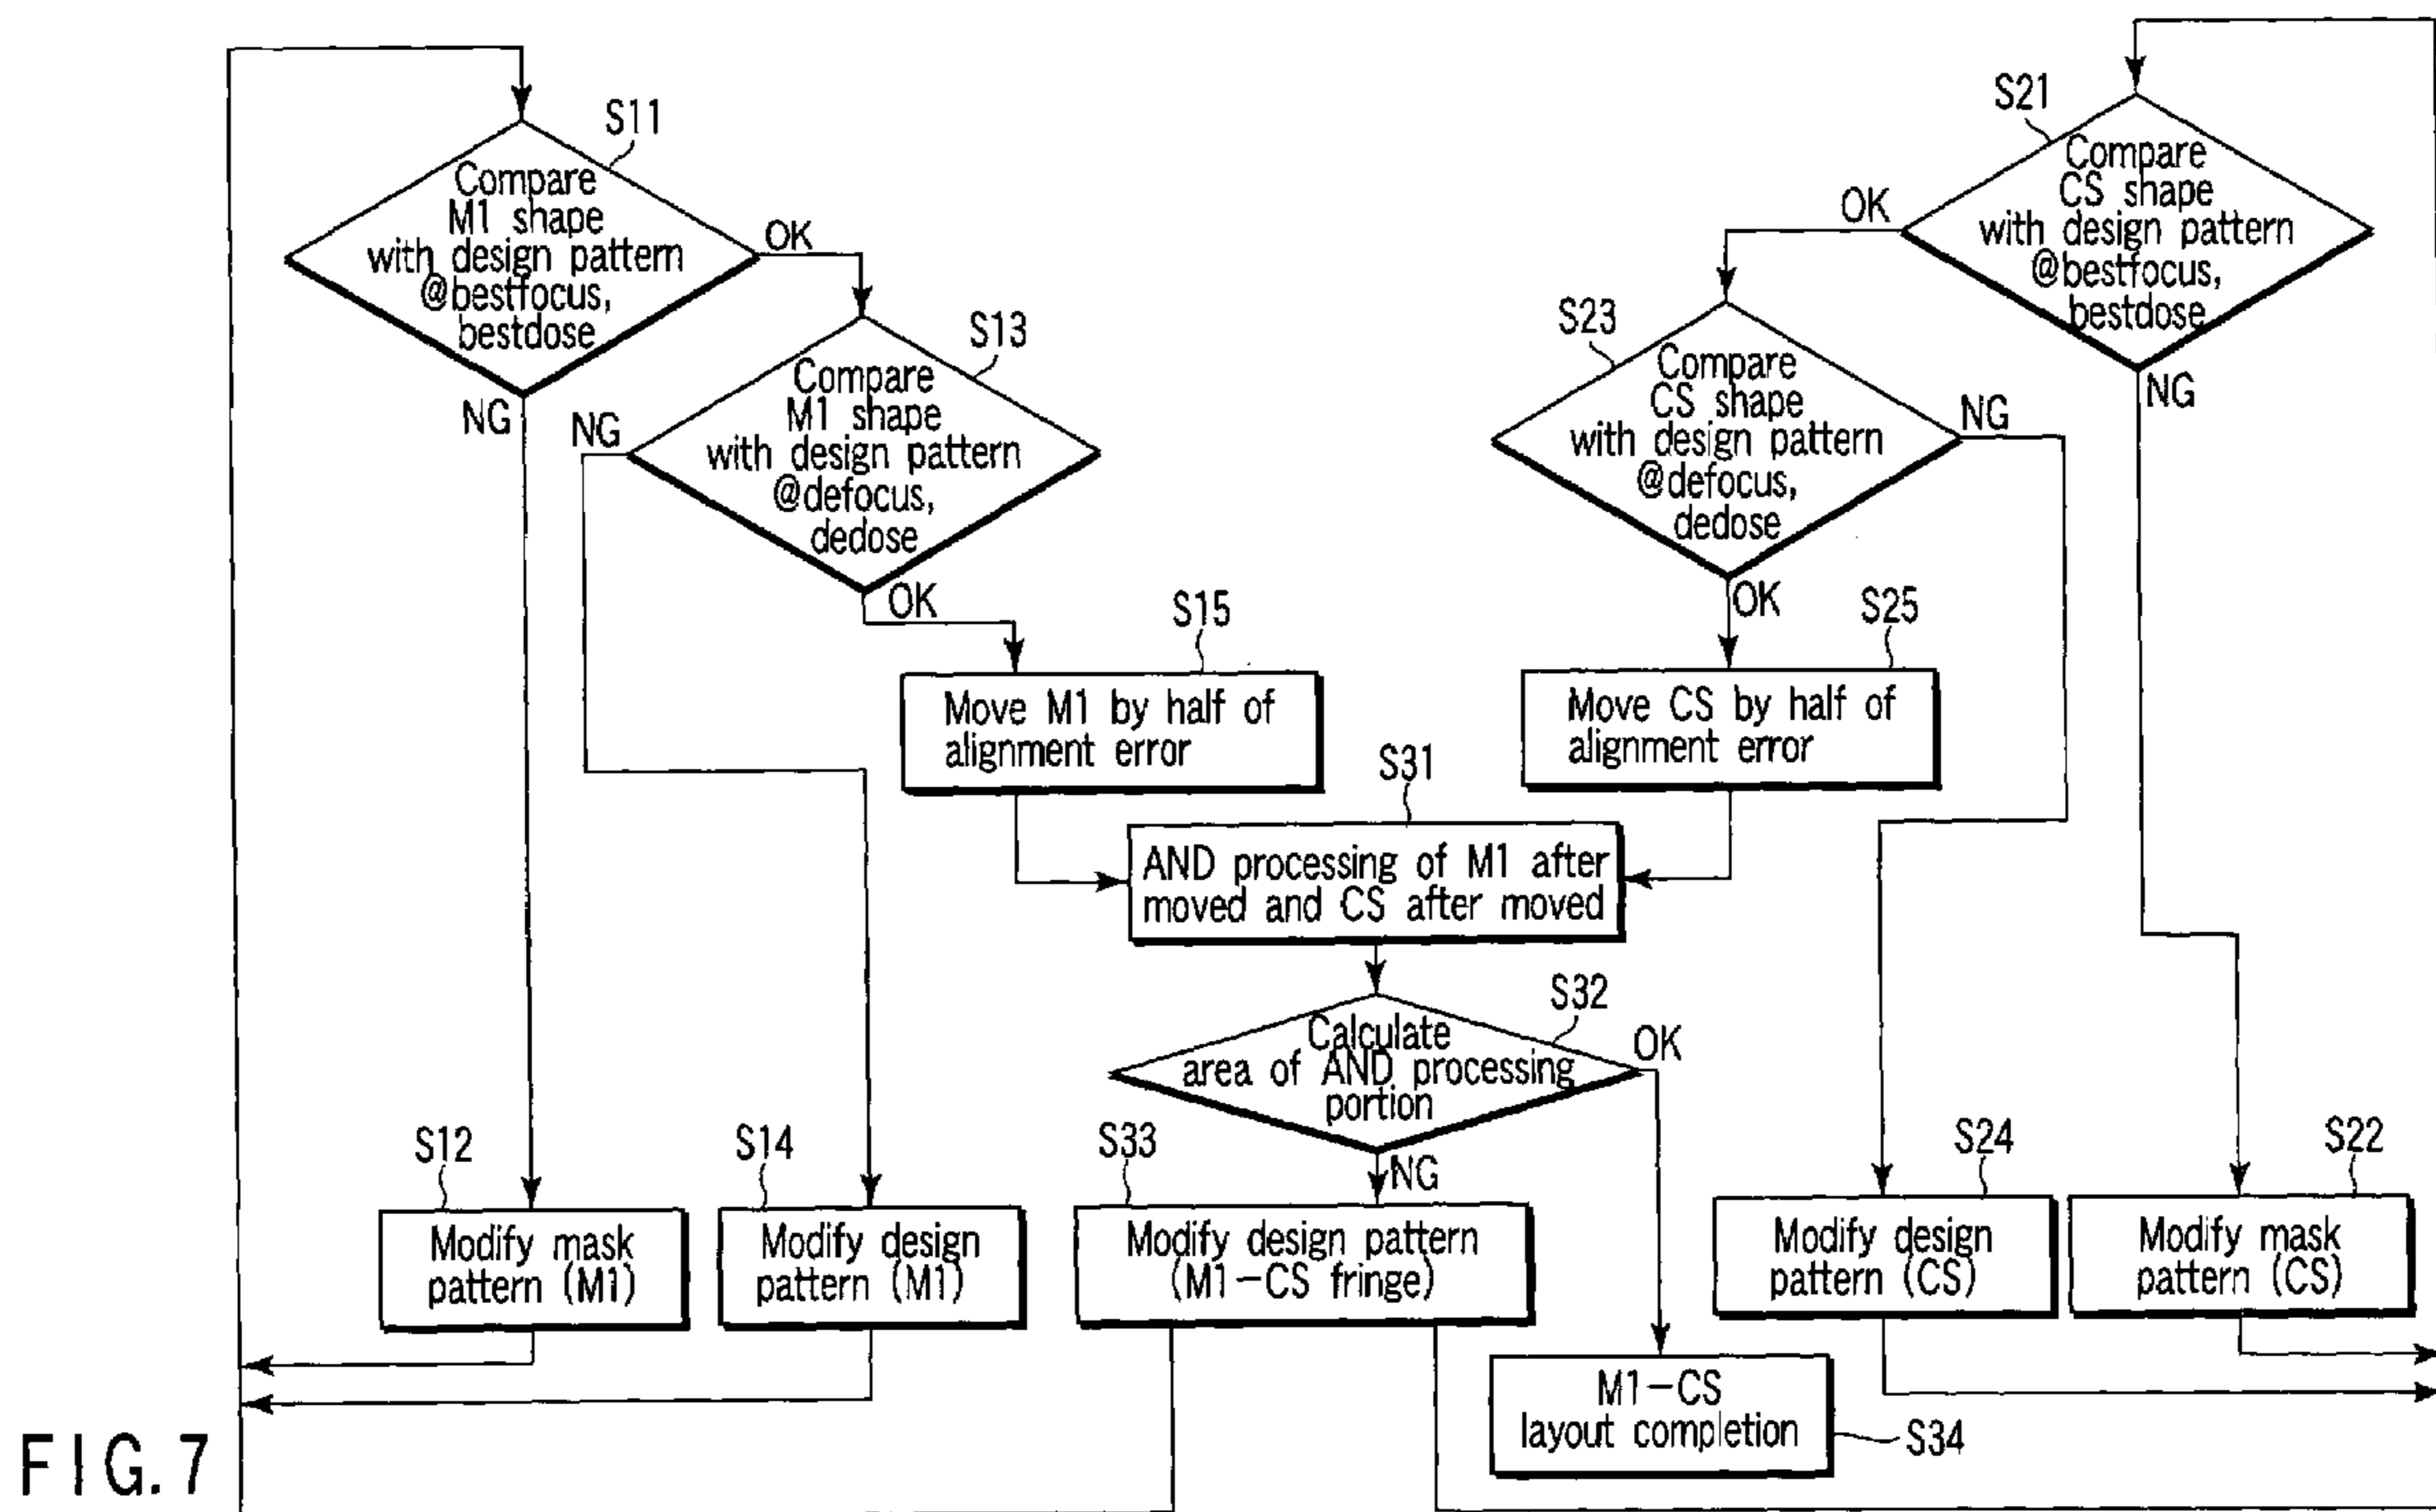 S11
Compare
M1 shape
with design pattern
@bestfocus,
bestdose
OK
NG
S13
Compare
M1 shape
with design pattern
@defocus,
dedose
NG
OK
S21
Compare
CS shape
with design pattern
@bestfocus,
bestdose
OK
NG
S23
Compare
CS shape
with design pattern
@defocus,
dedose
NG
OK
S15
Move M1 by half of
alignment error
S25
Move CS by half of
alignment error
S31
AND processing of M1 after
moved and CS after moved
S32
Calculate
area of AND processing
portion
OK
NG
S12
Modify mask
pattern (M1)
S14
Modify design
pattern (M1)
S33
Modify design pattern
(M1-CS fringe)
S24
Modify design
pattern (CS)
S22
Modify mask
pattern (CS)
M1-CS
layout completion
S34
FIG. 7